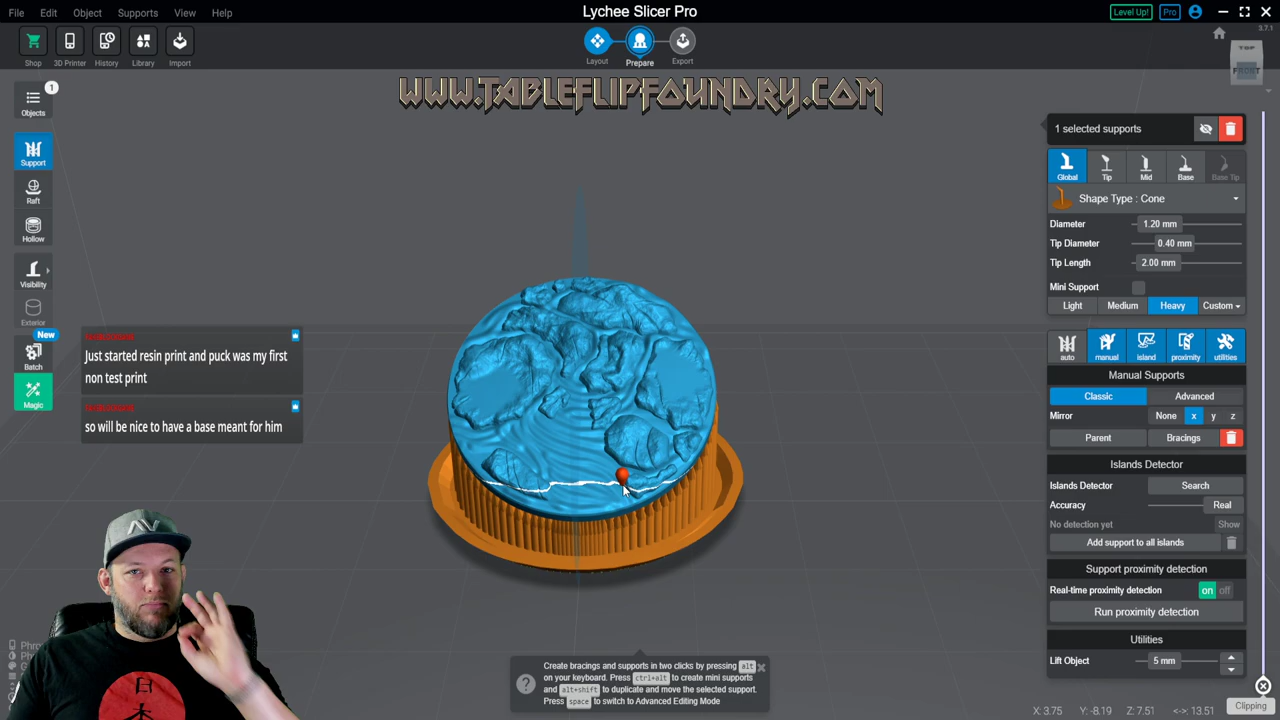 File Edit Object Supports View Help
Lychee Slicer Pro
Level Up! Pro
3.7.1
Shop 3D Printer History Library Import
Layout Prepare Export
TOP
FRONT
www.TableFlipFoundry.com
1
Objects
Support
Raft
Hollow
Visibility
Exterior
New
Batch
Magic
Just started resin print and puck was my first
non test print
so will be nice to have a base meant for him
1 selected supports
Global Tip Mid Base Base Tip
Shape Type : Cone
Diameter 1.20 mm
Tip Diameter 0.40 mm
Tip Length 2.00 mm
Mini Support
Light Medium Heavy Custom
auto manual island proximity utilities
Manual Supports
Classic Advanced
Mirror None x y z
Parent Bracings
Islands Detector
Islands Detector Search
Accuracy Real
No detection yet Show
Add support to all islands
Support proximity detection
Real-time proximity detection on off
Run proximity detection
Utilities
Lift Object 5 mm
Create bracings and supports in two clicks by pressing alt
on your keyboard. Press ctrl+alt to create mini supports
and alt+shift to duplicate and move the selected support.
Press space to switch to Advanced Editing Mode
Clipping
X: 3.75 Y: -8.19 Z: 7.51 <-> 13.51